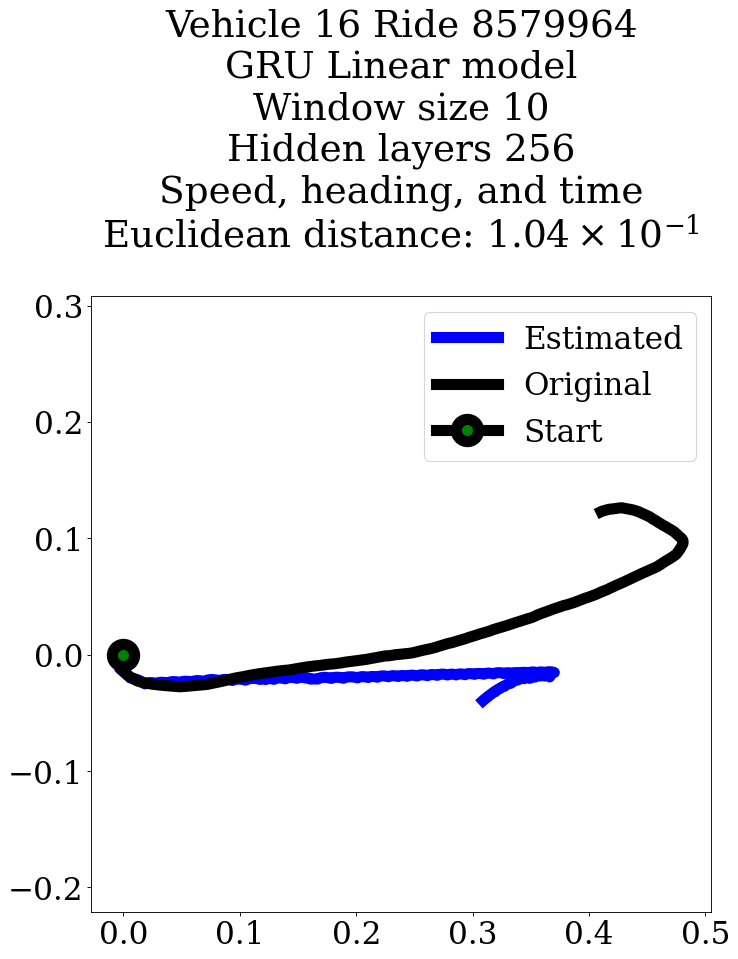 Vehicle 16 Ride 8579964
GRU Linear model
Window size 10
Hidden layers 256
Speed, heading, and time
Euclidean distance: 1.04 × 10⁻¹
Estimated
Original
Start
0.3
0.2
0.1
0.0
−0.1
−0.2
0.0 0.1 0.2 0.3 0.4 0.5